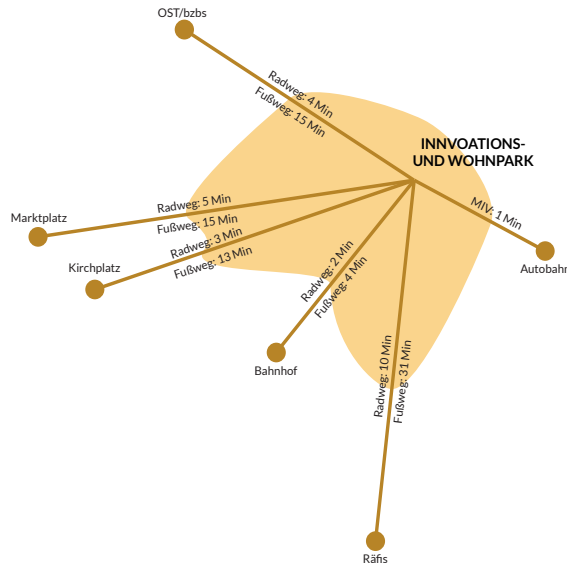 OST/bzbs
Radweg: 4 Min
Fußweg: 15 Min
INNVOATIONS-
UND WOHNPARK
Radweg: 5 Min
Fußweg: 15 Min
MIV: 1 Min
Marktplatz
Radweg: 3 Min
Fußweg: 13 Min
Kirchplatz
Radweg: 2 Min
Fußweg: 4 Min
Autobahn
Bahnhof
Radweg: 10 Min
Fußweg: 31 Min
Räfis